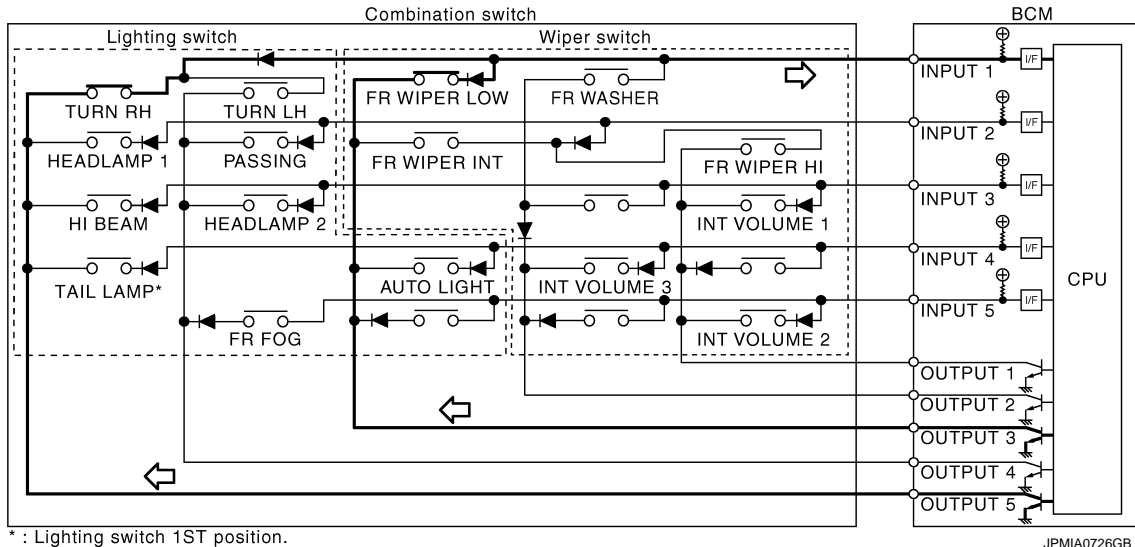 Combination switch
BCM
Lighting switch
Wiper switch
INPUT 1
I/F
TURN RH
TURN LH
FR WIPER LOW
FR WASHER
INPUT 2
I/F
HEADLAMP 1
PASSING
FR WIPER INT
FR WIPER HI
INPUT 3
I/F
HI BEAM
HEADLAMP 2
INT VOLUME 1
INPUT 4
I/F
CPU
TAIL LAMP*
AUTO LIGHT
INT VOLUME 3
INPUT 5
I/F
FR FOG
INT VOLUME 2
OUTPUT 1
OUTPUT 2
OUTPUT 3
OUTPUT 4
OUTPUT 5
* : Lighting switch 1ST position.
JPMIA0726GB